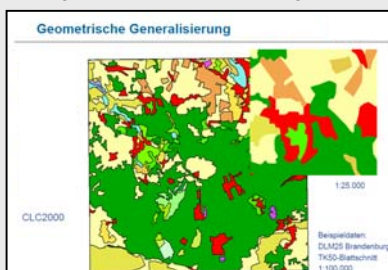 Geometrische Generalisierung
1:25.000
CLC2000
Beispieldaten:
DLM25 Brandenburg
TK50-Blattschnitt
1:100.000